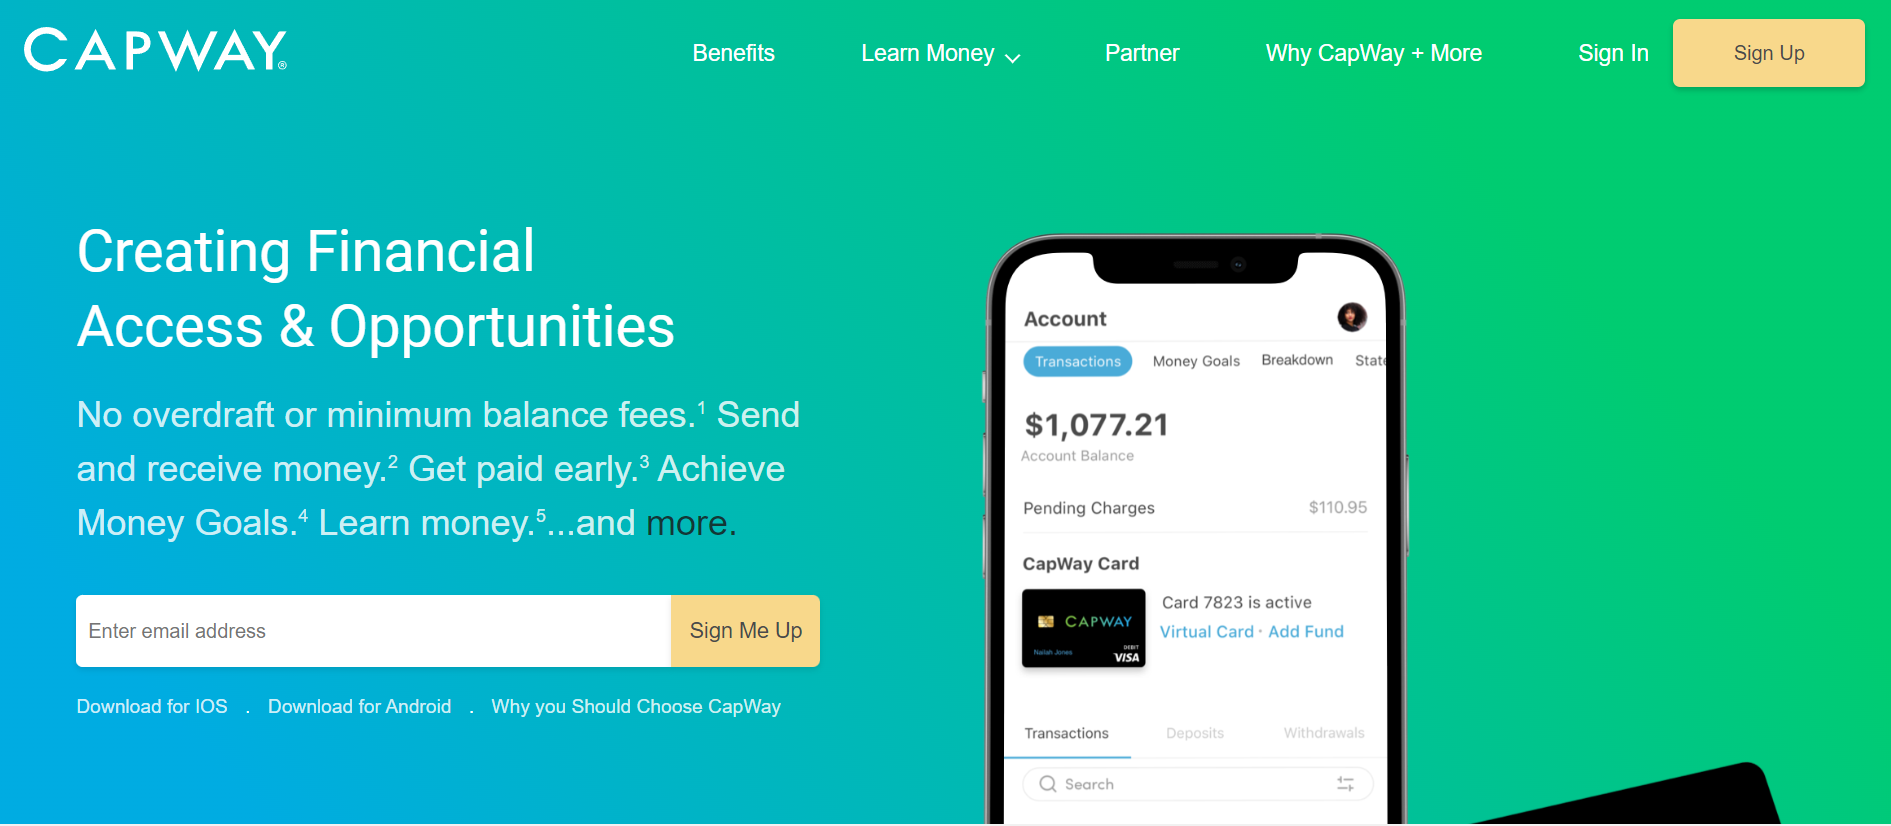 CAPWAY®
Benefits
Learn Money
Partner
Why CapWay + More
Sign In
Sign Up
Creating Financial
Access & Opportunities
No overdraft or minimum balance fees.¹ Send
and receive money.² Get paid early.³ Achieve
Money Goals.⁴ Learn money.⁵...and more.
Enter email address
Sign Me Up
Download for IOS . Download for Android . Why you Should Choose CapWay
Account
Transactions
Money Goals
Breakdown
State
$1,077.21
Account Balance
Pending Charges
$110.95
CapWay Card
CAPWAY
Nailah Jones
DEBIT
VISA
Card 7823 is active
Virtual Card · Add Fund
Transactions
Deposits
Withdrawals
Search